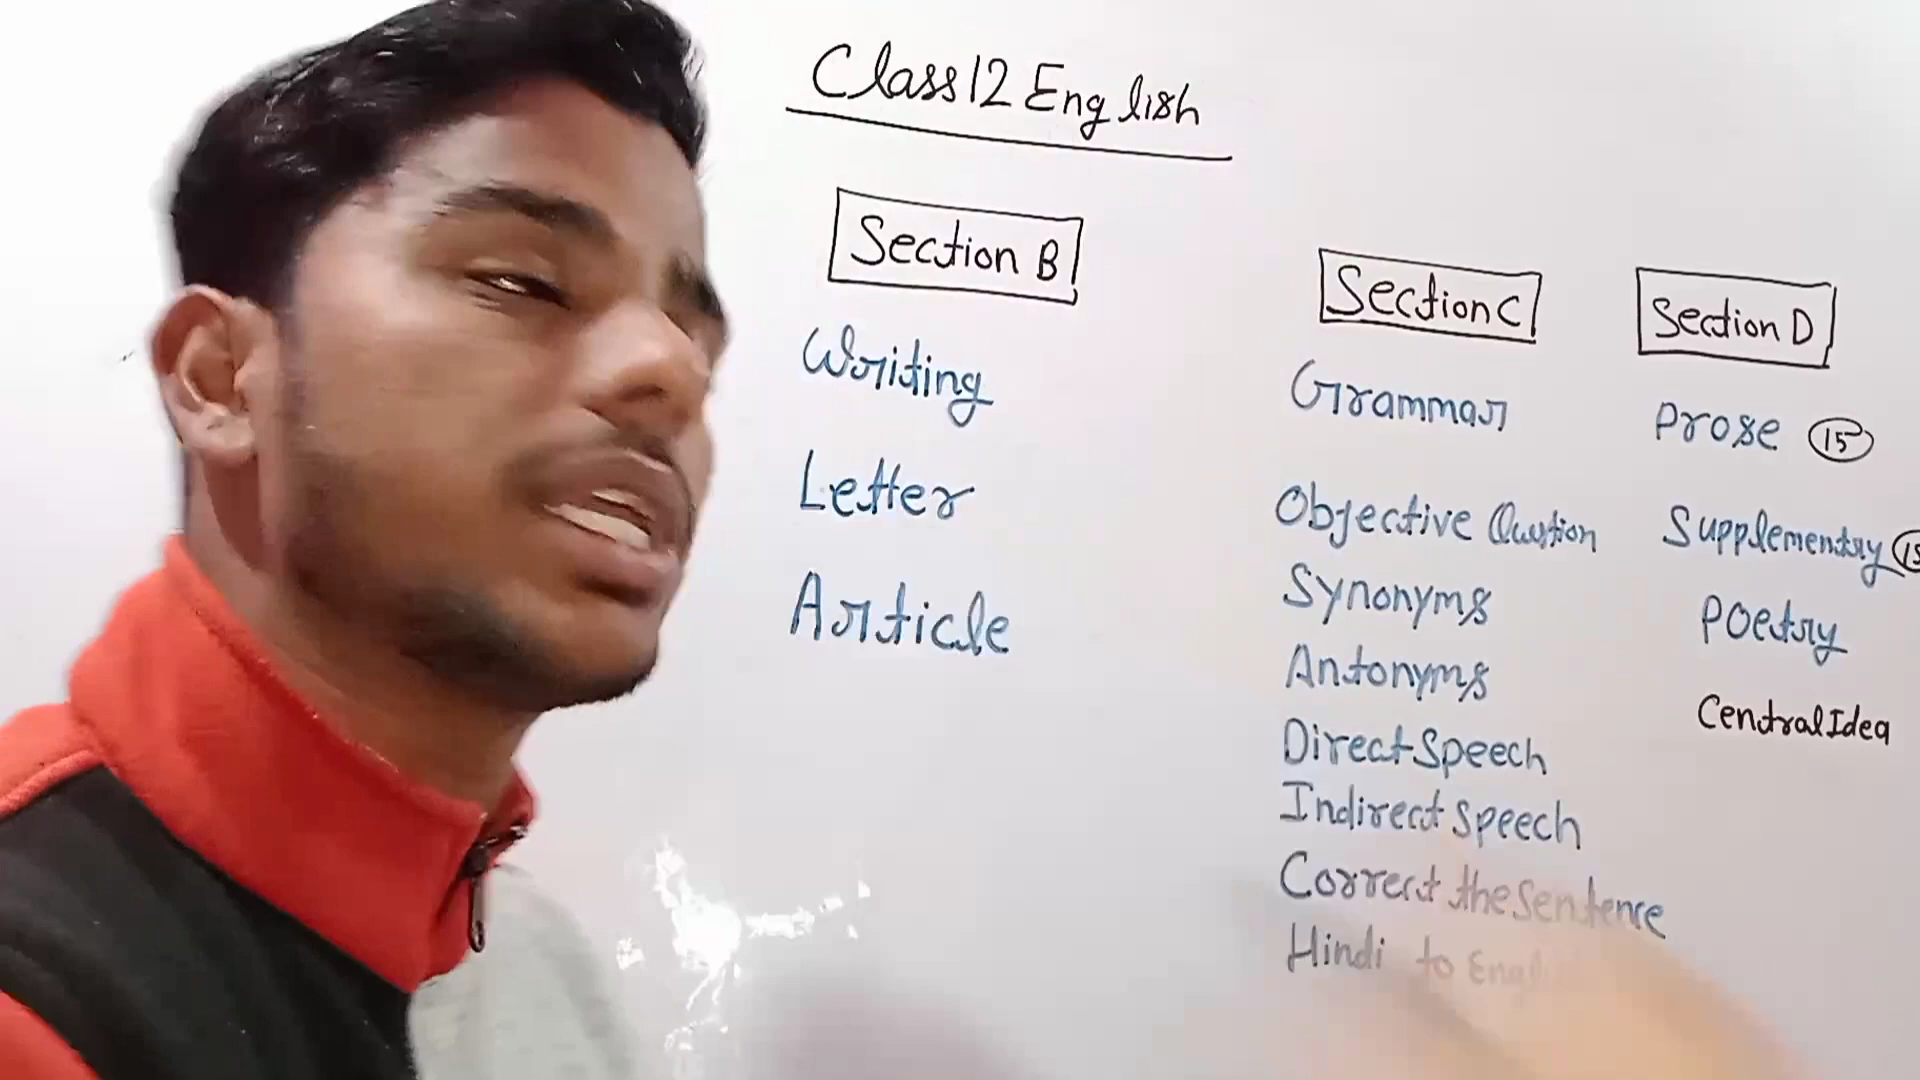 Class 12 English
Section B
Writing
Letter
Article
Section C
Grammar
Objective Question
Synonyms
Antonyms
Direct Speech
Indirect Speech
Correct the Sentence
Hindi to
Section D
Prose 15
Supplementry
Poetry
Central Idea